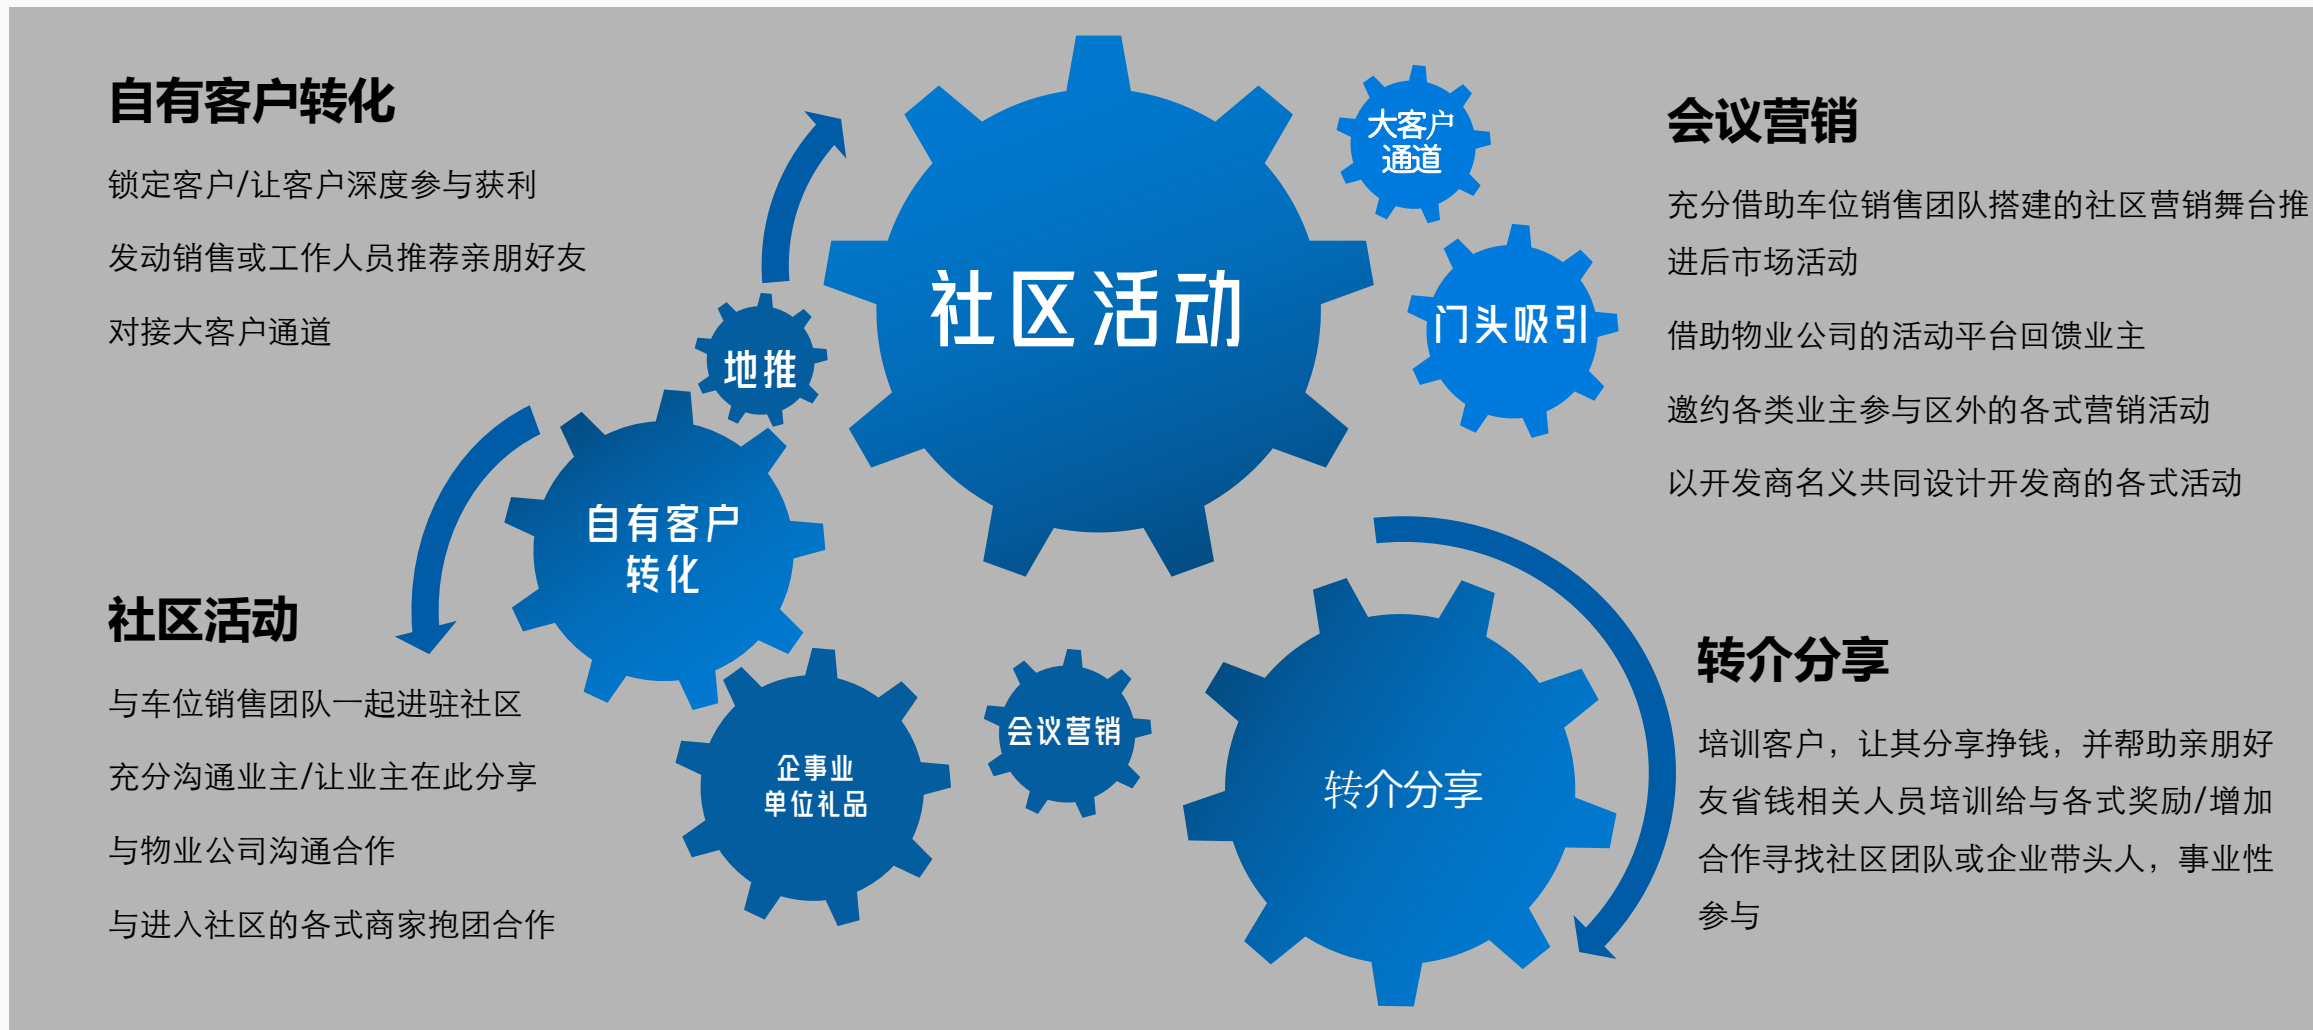 自有客户转化
锁定客户/让客户深度参与获利
发动销售或工作人员推荐亲朋好友
对接大客户通道
社区活动
与车位销售团队一起进驻社区
充分沟通业主/让业主在此分享
与物业公司沟通合作
与进入社区的各式商家抱团合作
社区活动
大客户
通道
门头吸引
地推
自有客户
转化
企事业
单位礼品
会议营销
转介分享
会议营销
充分借助车位销售团队搭建的社区营销舞台推
进后市场活动
借助物业公司的活动平台回馈业主
邀约各类业主参与区外的各式营销活动
以开发商名义共同设计开发商的各式活动
转介分享
培训客户，让其分享挣钱，并帮助亲朋好
友省钱相关人员培训给与各式奖励/增加
合作寻找社区团队或企业带头人，事业性
参与